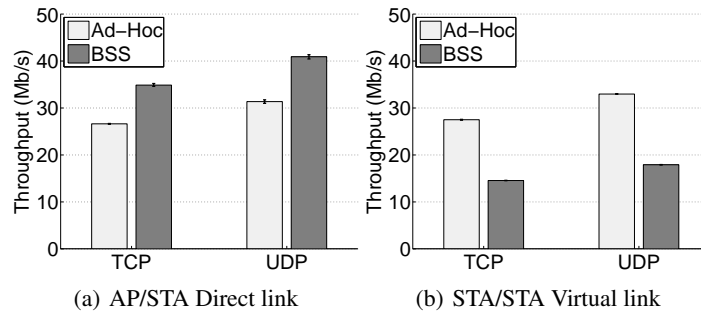 50
40
30
20
10
0
Throughput (Mb/s)
Ad-Hoc
BSS
TCP
UDP
(a) AP/STA Direct link
50
40
30
20
10
0
Throughput (Mb/s)
Ad-Hoc
BSS
TCP
UDP
(b) STA/STA Virtual link